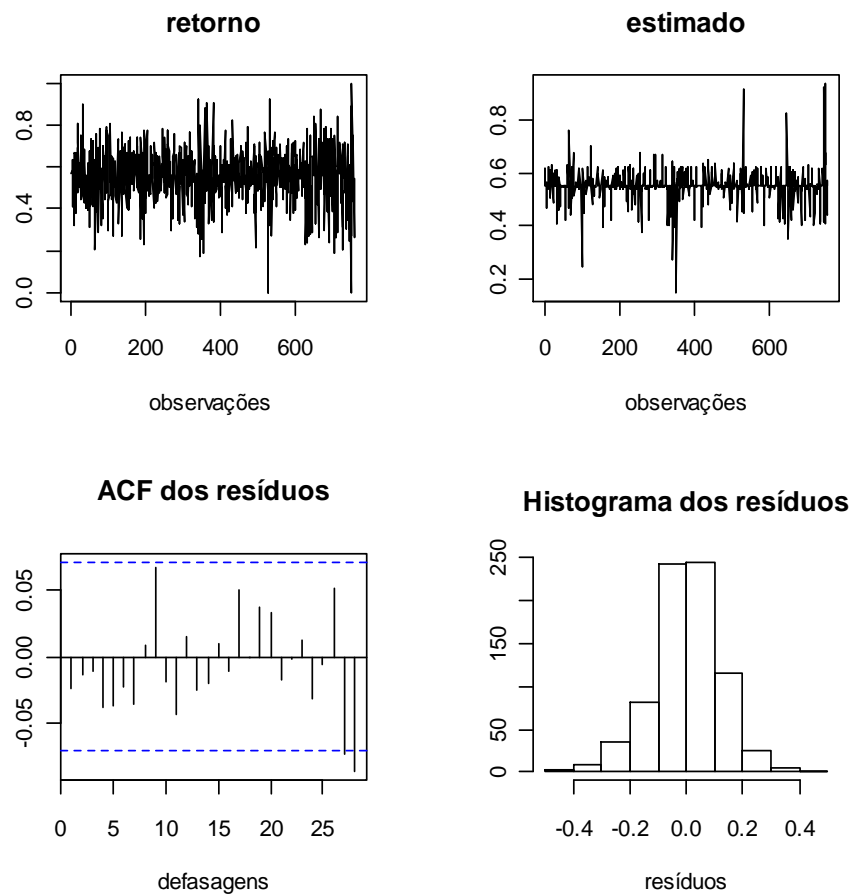 retorno
0.0 0.4 0.8
0 200 400 600
observações
estimado
0.2 0.4 0.6 0.8
0 200 400 600
observações
ACF dos resíduos
-0.05 0.00 0.05
0 5 10 15 20 25
defasagens
Histograma dos resíduos
0 50 150 250
-0.4 -0.2 0.0 0.2 0.4
resíduos